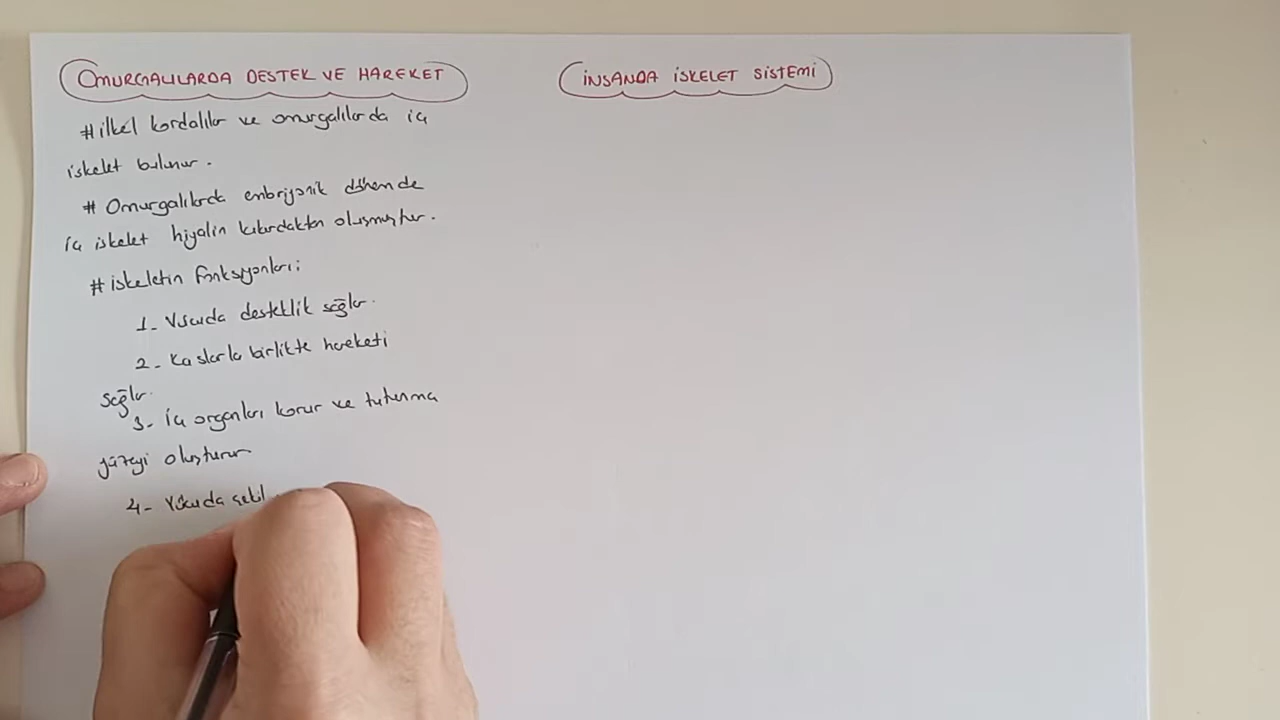 OMURGALILARDA DESTEK VE HAREKET
#ilkel kordalılar ve omurgalılarda iç
iskelet bulunur.
# Omurgalılarda embriyonik dönemde
iç iskelet hiyalin kıkırdaktan oluşmuştur.
#iskeletin fonksiyonları;
1- Vücuda desteklik sağlar.
2- Kaslarla birlikte hareketi
sağlar.
3- İç organları korur ve tutunma
yüzeyi oluşturur
4- Vücuda şekil
İNSANDA İSKELET SİSTEMİ